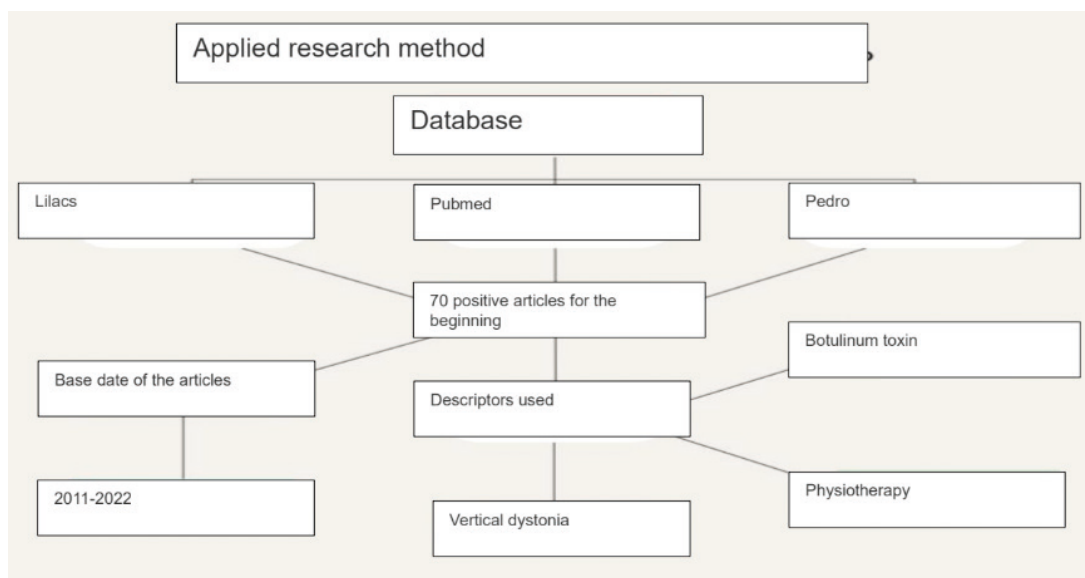 Applied research method
Database
Lilacs
Pubmed
Pedro
70 positive articles for the
beginning
Botulinum toxin
Base date of the articles
Descriptors used
2011-2022
Physiotherapy
Vertical dystonia